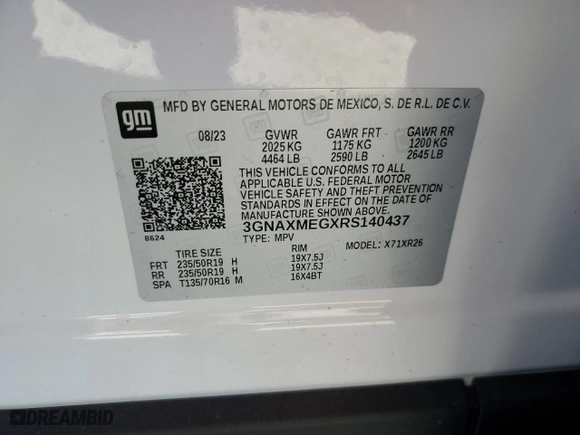 gm
MFD BY GENERAL MOTORS DE MEXICO, S. DE R.L. DE C.V.
08/23 GVWR GAWR FRT GAWR RR
2025 KG 1175 KG 1200 KG
4464 LB 2590 LB 2645 LB
THIS VEHICLE CONFORMS TO ALL
APPLICABLE U.S. FEDERAL MOTOR
VEHICLE SAFETY AND THEFT PREVENTION
STANDARDS IN EFFECT ON THE DATE OF
MANUFACTURE SHOWN ABOVE.
3GNAXMEGXRS140437
8624
TYPE: MPV MODEL: X71XR26
TIRE SIZE RIM
FRT 235/50R19 H 19X7.5J
RR 235/50R19 H 19X7.5J
SPA T135/70R16 M 16X4BT
DREAMBID